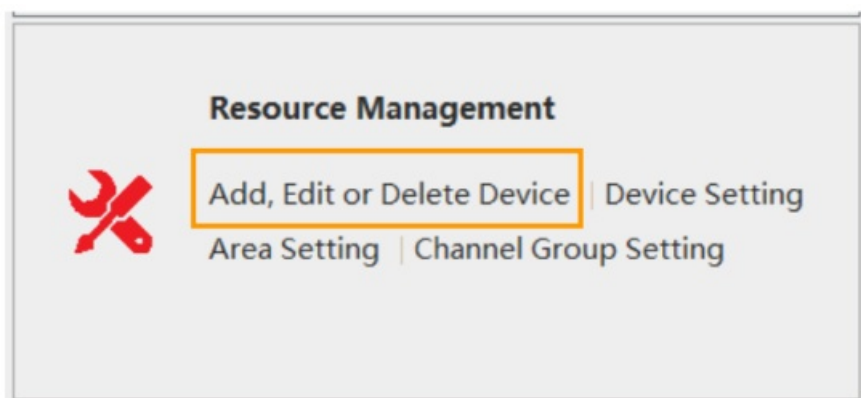 Resource Management
Add, Edit or Delete Device | Device Setting
Area Setting | Channel Group Setting